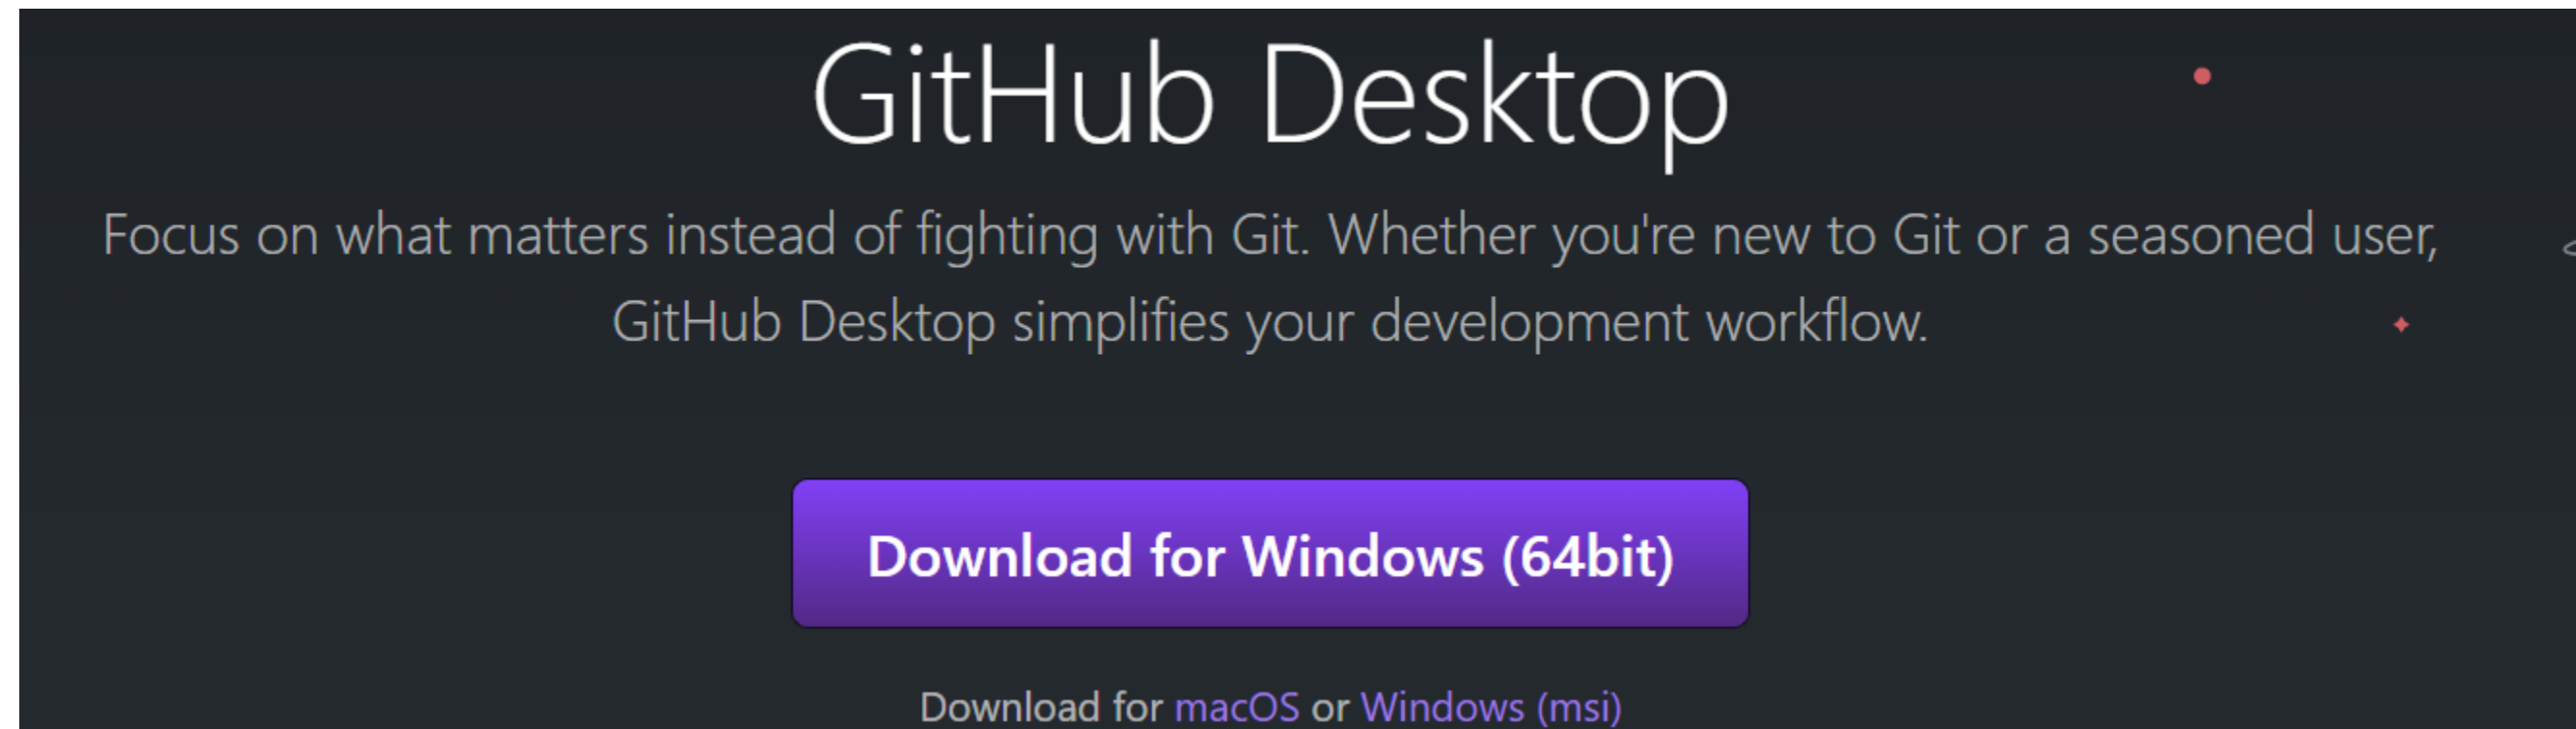 GitHub Desktop
Focus on what matters instead of fighting with Git. Whether you're new to Git or a seasoned user,
GitHub Desktop simplifies your development workflow.
Download for Windows (64bit)
Download for macOS or Windows (msi)